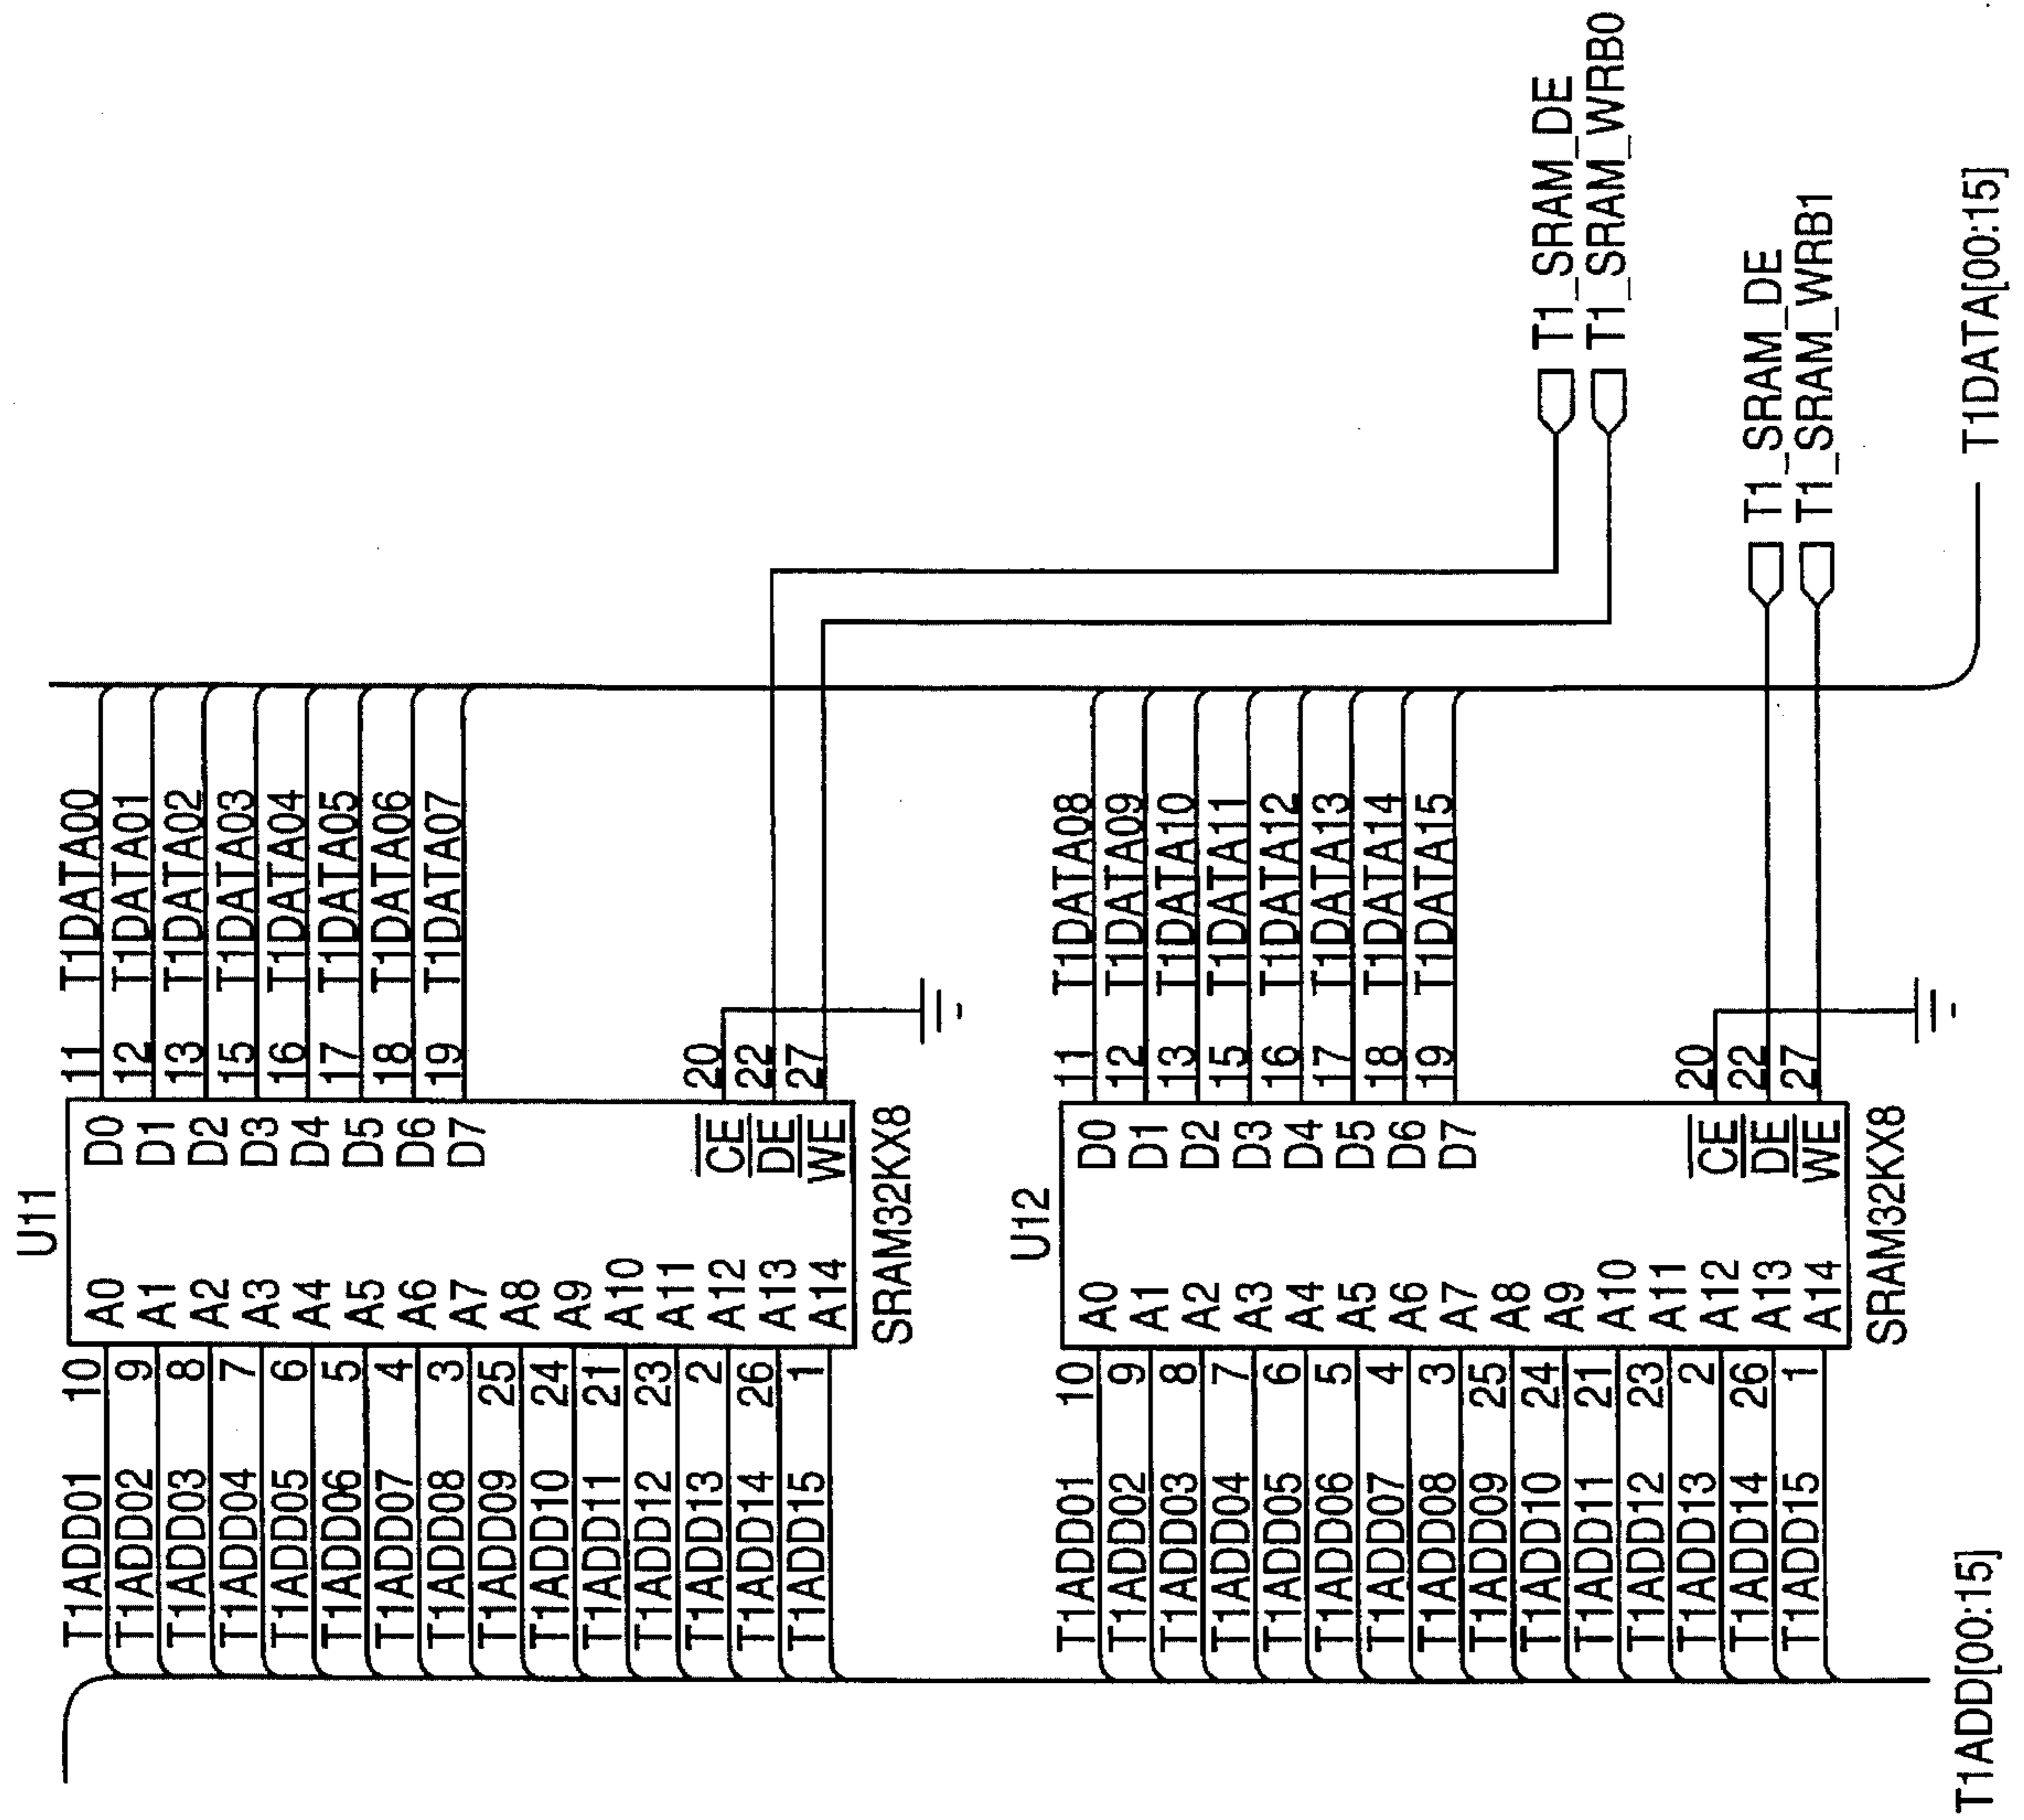 U11
T1ADD01 10 A0 D0 11 T1DATA00
T1ADD02 9 A1 D1 12 T1DATA01
T1ADD03 8 A2 D2 13 T1DATA02
T1ADD04 7 A3 D3 15 T1DATA03
T1ADD05 6 A4 D4 16 T1DATA04
T1ADD06 5 A5 D5 17 T1DATA05
T1ADD07 4 A6 D6 18 T1DATA06
T1ADD08 3 A7 D7 19 T1DATA07
T1ADD09 25 A8
T1ADD10 24 A9
T1ADD11 21 A10
T1ADD12 23 A11
T1ADD13 2 A12 CE 20
T1ADD14 26 A13 DE 22
T1ADD15 1 A14 WE 27
SRAM32KX8
U12
T1ADD01 10 A0 D0 11 T1DATA08
T1ADD02 9 A1 D1 12 T1DATA09
T1ADD03 8 A2 D2 13 T1DATA10
T1ADD04 7 A3 D3 15 T1DATA11
T1ADD05 6 A4 D4 16 T1DATA12
T1ADD06 5 A5 D5 17 T1DATA13
T1ADD07 4 A6 D6 18 T1DATA14
T1ADD08 3 A7 D7 19 T1DATA15
T1ADD09 25 A8
T1ADD10 24 A9
T1ADD11 21 A10
T1ADD12 23 A11
T1ADD13 2 A12 CE 20
T1ADD14 26 A13 DE 22
T1ADD15 1 A14 WE 27
SRAM32KX8
T1_SRAM_DE
T1_SRAM_WRB0
T1_SRAM_DE
T1_SRAM_WRB1
T1ADD[00:15]
T1DATA[00:15]